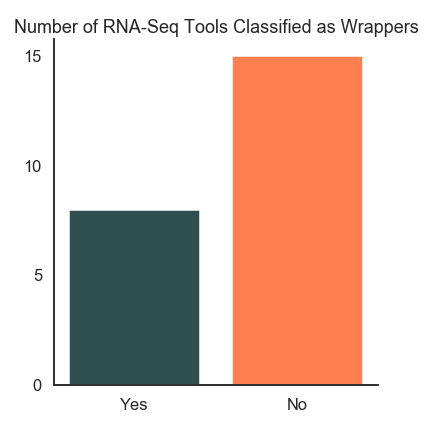 Number of RNA-Seq Tools Classified as Wrappers
15
10
5
0
Yes No